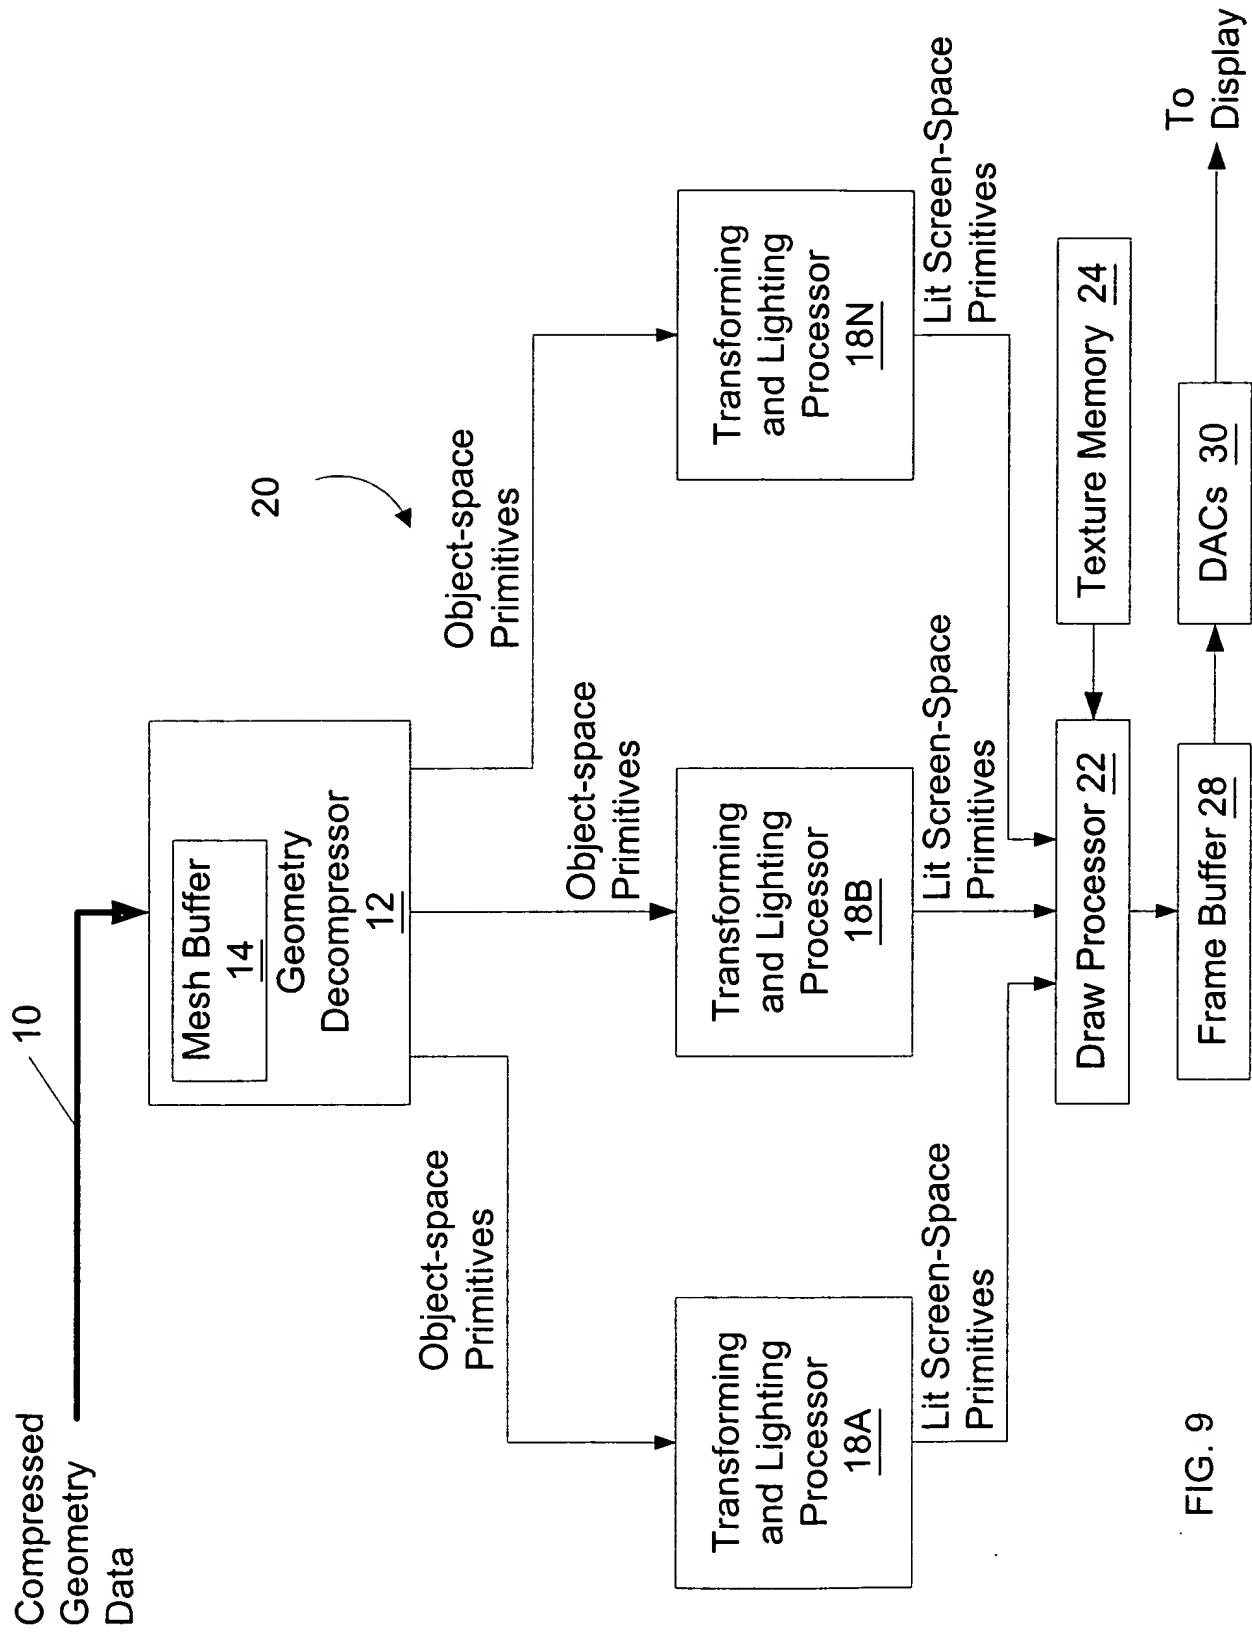 Compressed
Geometry
Data
10
Mesh Buffer
14
Geometry
Decompressor
12
20
Object-space
Primitives
Object-space
Primitives
Object-space
Primitives
Transforming
and Lighting
Processor
18A
Transforming
and Lighting
Processor
18B
Transforming
and Lighting
Processor
18N
Lit Screen-Space
Primitives
Lit Screen-Space
Primitives
Lit Screen-Space
Primitives
Draw Processor 22
Texture Memory 24
Frame Buffer 28
DACs 30
To
Display
FIG. 9